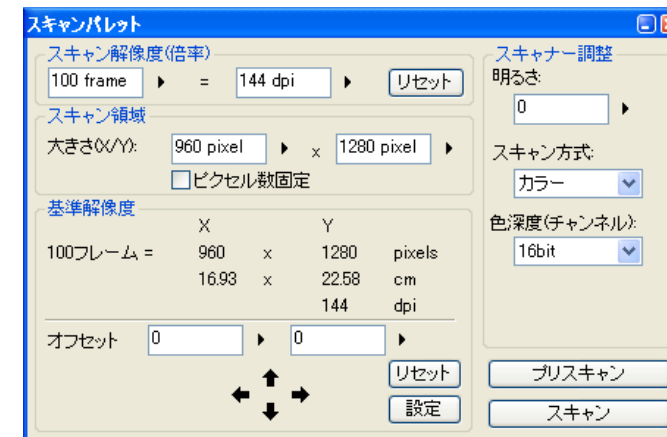 スキャンパレット
スキャン解像度(倍率)
100 frame = 144 dpi リセット
スキャン領域
大きさ(X/Y): 960 pixel x 1280 pixel
ピクセル数固定
基準解像度
X Y
100フレーム = 960 x 1280 pixels
16.93 x 22.58 cm
144 dpi
オフセット 0 0
リセット
設定
スキャナー調整
明るさ:
0
スキャン方式:
カラー
色深度(チャンネル):
16bit
プリスキャン
スキャン